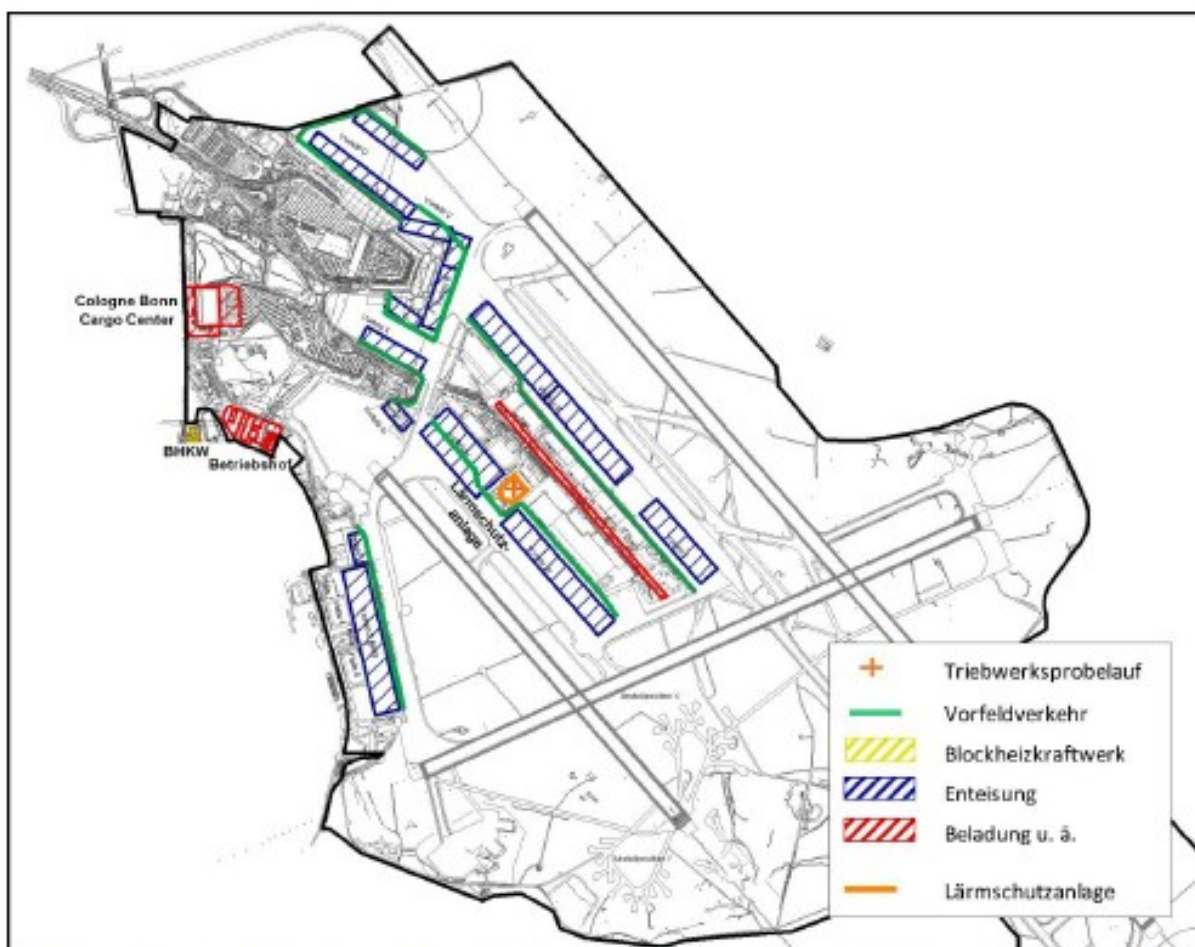 Cologne Bonn
Cargo Center
BHKW
Betriebshof
Lärmschutz-
anlage
Triebwerksprobelauf
Vorfeldverkehr
Blockheizkraftwerk
Enteisung
Beladung u. ä.
Lärmschutzanlage